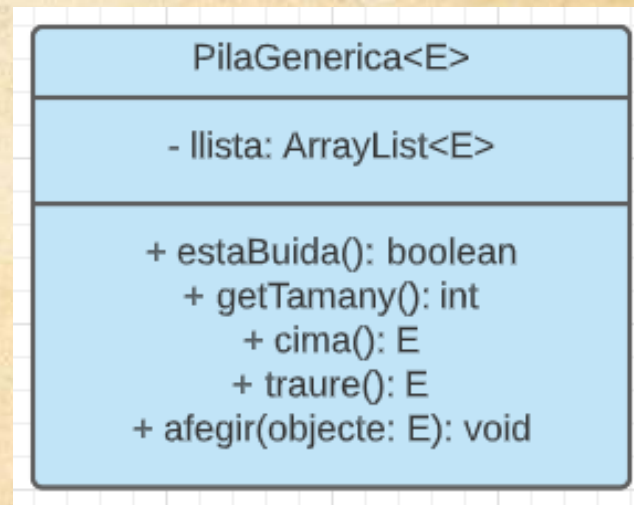 PilaGenerica<E>
- llista: ArrayList<E>
+ estaBuida(): boolean
+ getTamany(): int
+ cima(): E
+ traure(): E
+ afegir(objecte: E): void